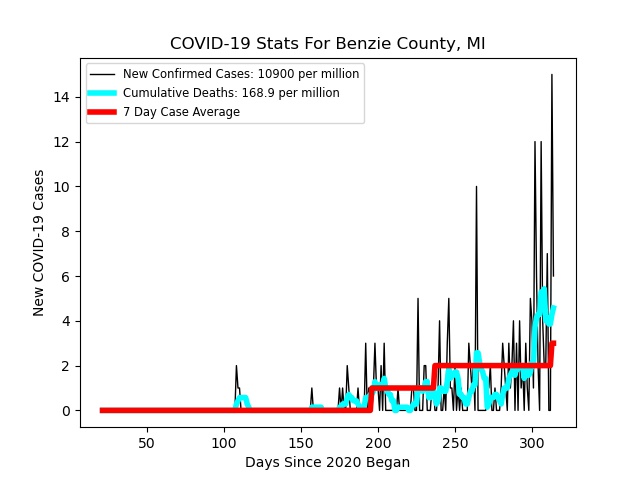 COVID-19 Stats For Benzie County, MI
New Confirmed Cases: 10900 per million
Cumulative Deaths: 168.9 per million
7 Day Case Average
New COVID-19 Cases
14
12
10
8
6
4
2
0
50 100 150 200 250 300
Days Since 2020 Began